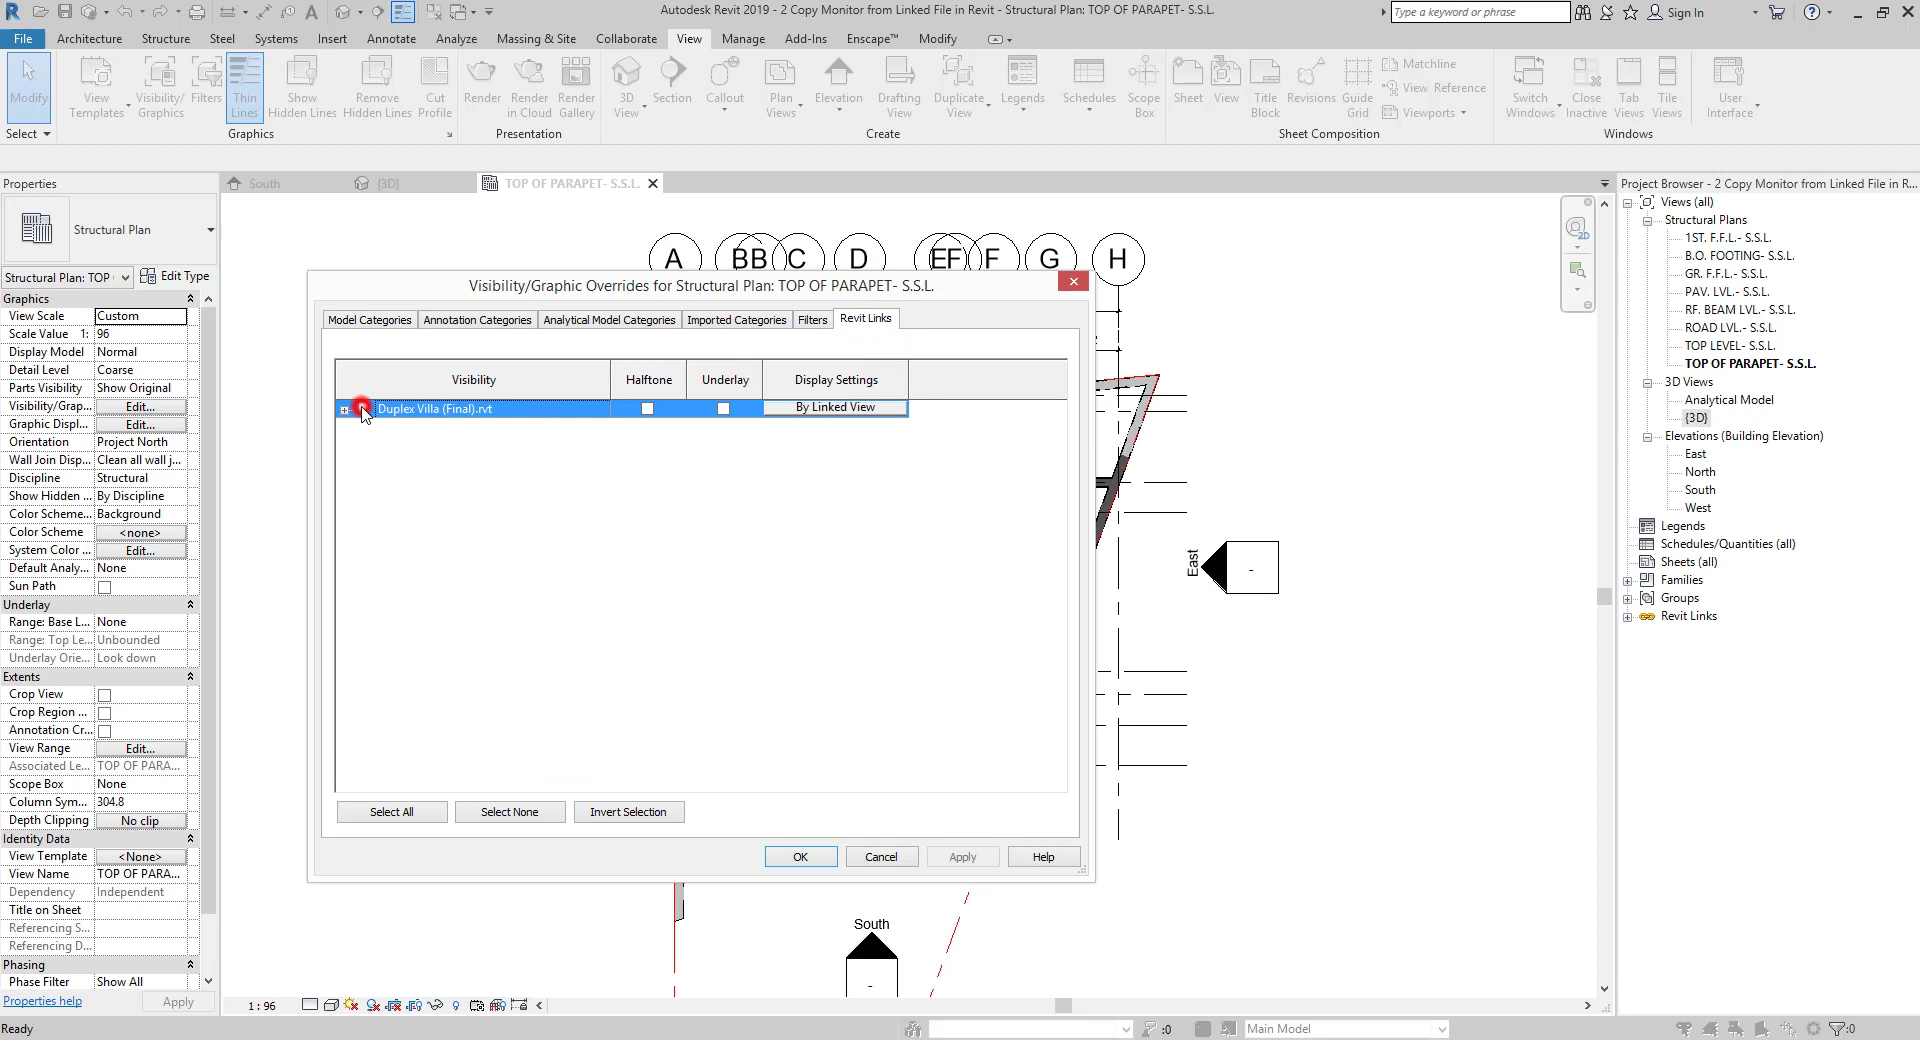 Autodesk Revit 2019 - 2 Copy Monitor from Linked File in Revit - Structural Plan: TOP OF PARAPET- S.S.L.
Type a keyword or phrase
Sign In
File Architecture Structure Steel Systems Insert Annotate Analyze Massing & Site Collaborate View Manage Add-Ins Enscape™ Modify
Modify
View Templates
Visibility/ Graphics
Filters
Thin Lines
Show Hidden Lines
Remove Hidden Lines
Cut Profile
Render
Render in Cloud
Render Gallery
3D View
Section
Callout
Plan Views
Elevation
Drafting View
Duplicate View
Legends
Schedules
Scope Box
Sheet
View
Title Block
Revisions
Guide Grid
Matchline
View Reference
Viewports
Switch Windows
Close Inactive
Tab Views
Tile Views
User Interface
Select Graphics Presentation Create Sheet Composition Windows
Properties
Structural Plan
Structural Plan: TOP
Edit Type
Graphics
View Scale Custom
Scale Value 1: 96
Display Model Normal
Detail Level Coarse
Parts Visibility Show Original
Visibility/Grap... Edit...
Graphic Displ... Edit...
Orientation Project North
Wall Join Disp... Clean all wall j...
Discipline Structural
Show Hidden ... By Discipline
Color Scheme... Background
Color Scheme <none>
System Color ... Edit...
Default Analy... None
Sun Path
Underlay
Range: Base L... None
Range: Top Le... Unbounded
Underlay Orie... Look down
Extents
Crop View
Crop Region ...
Annotation Cr...
View Range Edit...
Associated Le... TOP OF PARA...
Scope Box None
Column Sym... 304.8
Depth Clipping No clip
Identity Data
View Template <None>
View Name TOP OF PARA...
Dependency Independent
Title on Sheet
Referencing S...
Referencing D...
Phasing
Phase Filter Show All
Properties help Apply
South {3D} TOP OF PARAPET- S.S.L.
A B B C D E F F G H
Visibility/Graphic Overrides for Structural Plan: TOP OF PARAPET- S.S.L.
Model Categories Annotation Categories Analytical Model Categories Imported Categories Filters Revit Links
Visibility Halftone Underlay Display Settings
Duplex Villa (Final).rvt By Linked View
Select All Select None Invert Selection
OK Cancel Apply Help
East
-
South
-
2D
Project Browser - 2 Copy Monitor from Linked File in R...
Views (all)
Structural Plans
1ST. F.F.L.- S.S.L.
B.O. FOOTING- S.S.L.
GR. F.F.L.- S.S.L.
PAV. LVL.- S.S.L.
RF. BEAM LVL.- S.S.L.
ROAD LVL.- S.S.L.
TOP LEVEL- S.S.L.
TOP OF PARAPET- S.S.L.
3D Views
Analytical Model
{3D}
Elevations (Building Elevation)
East
North
South
West
Legends
Schedules/Quantities (all)
Sheets (all)
Families
Groups
Revit Links
1 : 96
Ready
:0
Main Model
:0